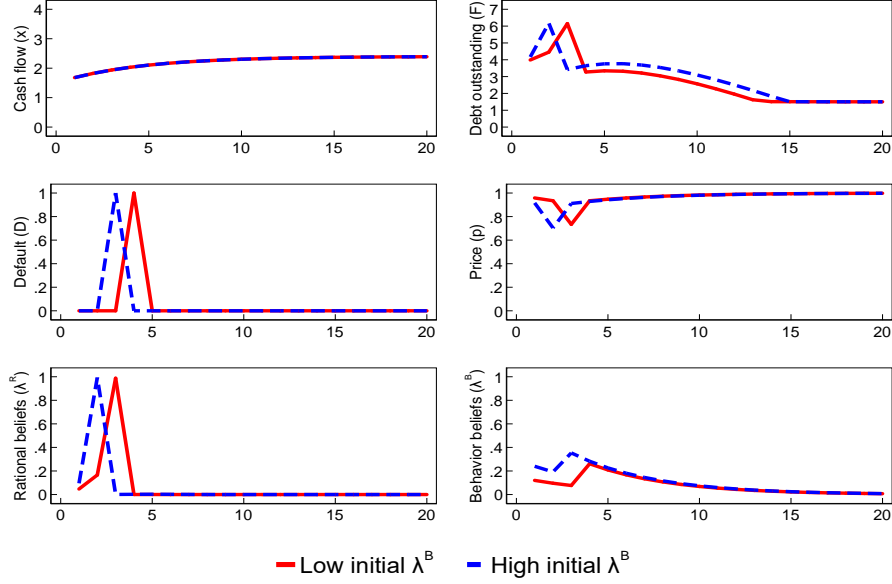 Cash flow (x)
4
3
2
1
0
0 5 10 15 20
Debt outstanding (F)
7
6
5
4
3
2
1
0
0 5 10 15 20
Default (D)
1
.8
.6
.4
.2
0
0 5 10 15 20
Price (p)
1
.8
.6
.4
.2
0
0 5 10 15 20
Rational beliefs (λᴿ)
1
.8
.6
.4
.2
0
0 5 10 15 20
Behavior beliefs (λᴮ)
1
.8
.6
.4
.2
0
0 5 10 15 20
Low initial λᴮ High initial λᴮ